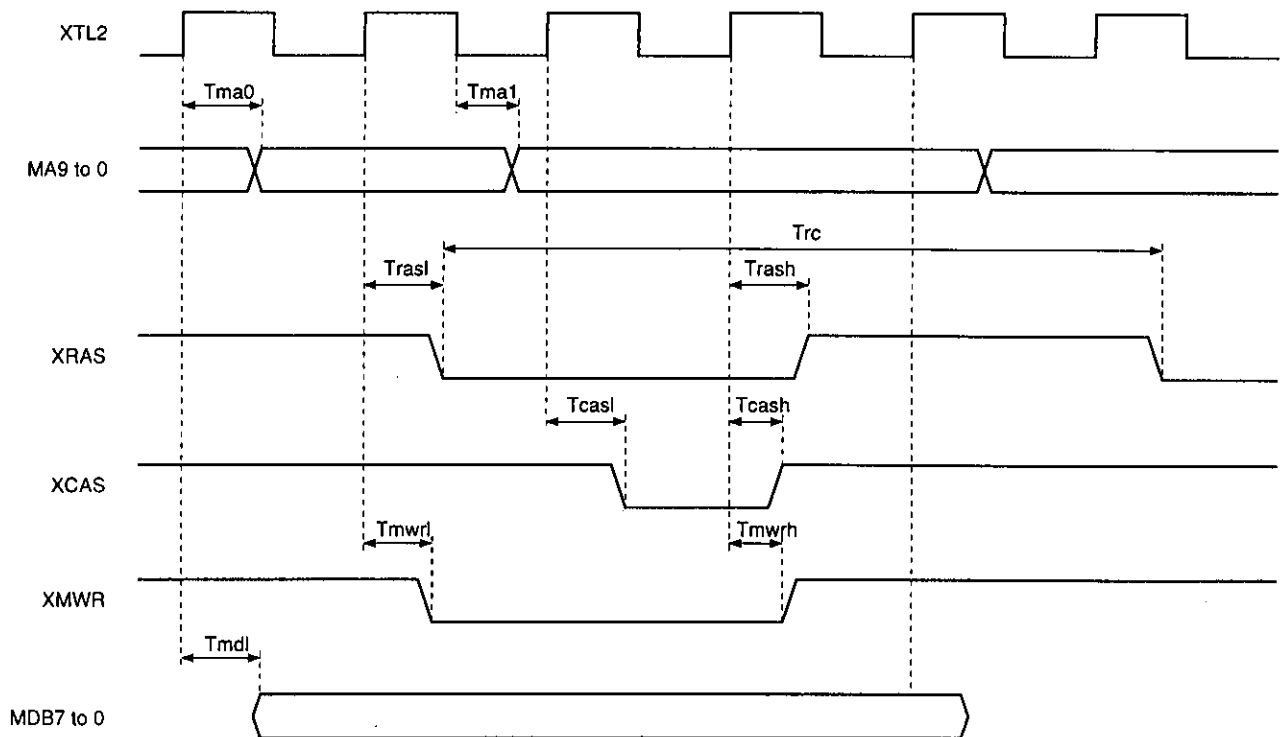 XTL2
Tma0
Tma1
MA9 to 0
Trc
Trasl
Trash
XRAS
Tcasl
Tcash
XCAS
Tmwrl
Tmwrh
XMWR
Tmdl
MDB7 to 0